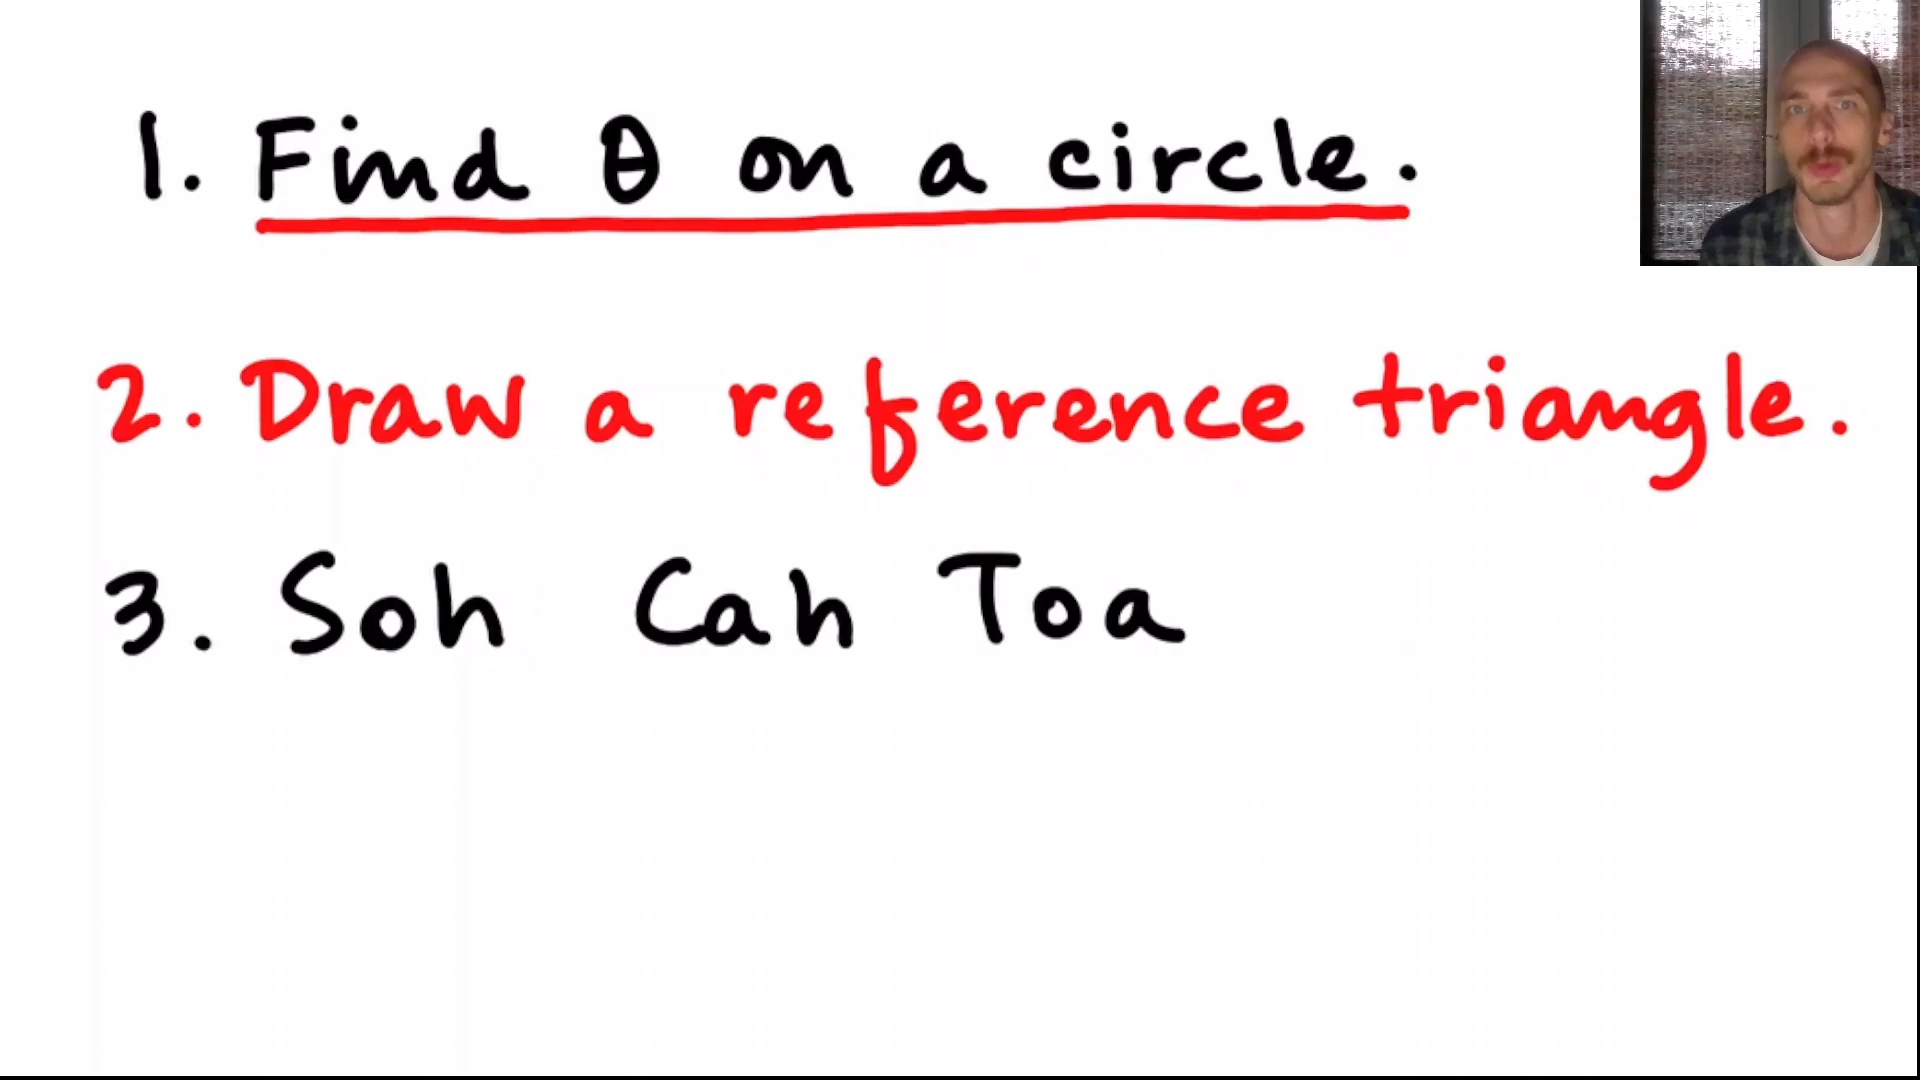 1. Find θ on a circle.
2. Draw a reference triangle.
3. Soh Cah Toa